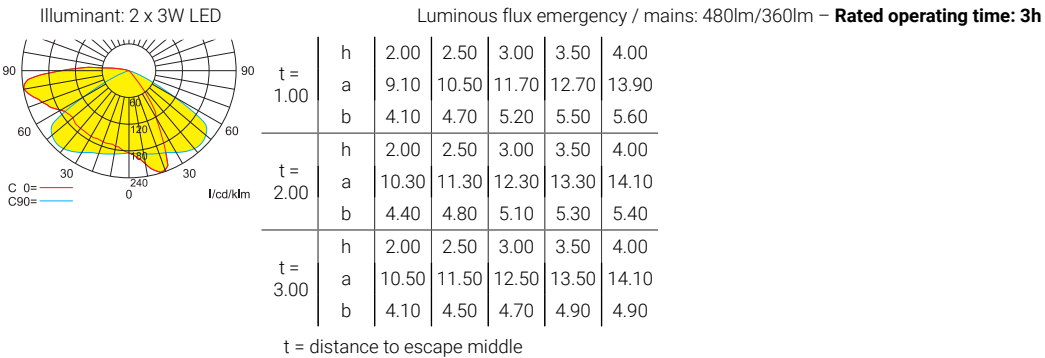 Illuminant: 2 x 3W LED
Luminous flux emergency / mains: 480lm/360lm – Rated operating time: 3h
90 90
60 60
60
120
180
30 30
240
0
C 0=
C90=
l/cd/klm
t = 1.00
h 2.00 2.50 3.00 3.50 4.00
a 9.10 10.50 11.70 12.70 13.90
b 4.10 4.70 5.20 5.50 5.60
t = 2.00
h 2.00 2.50 3.00 3.50 4.00
a 10.30 11.30 12.30 13.30 14.10
b 4.40 4.80 5.10 5.30 5.40
t = 3.00
h 2.00 2.50 3.00 3.50 4.00
a 10.50 11.50 12.50 13.50 14.10
b 4.10 4.50 4.70 4.90 4.90
t = distance to escape middle